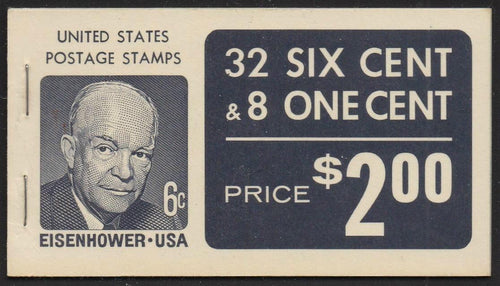 UNITED STATES
POSTAGE STAMPS
6c
EISENHOWER·USA
32 SIX CENT
& 8 ONE CENT
PRICE $2.00